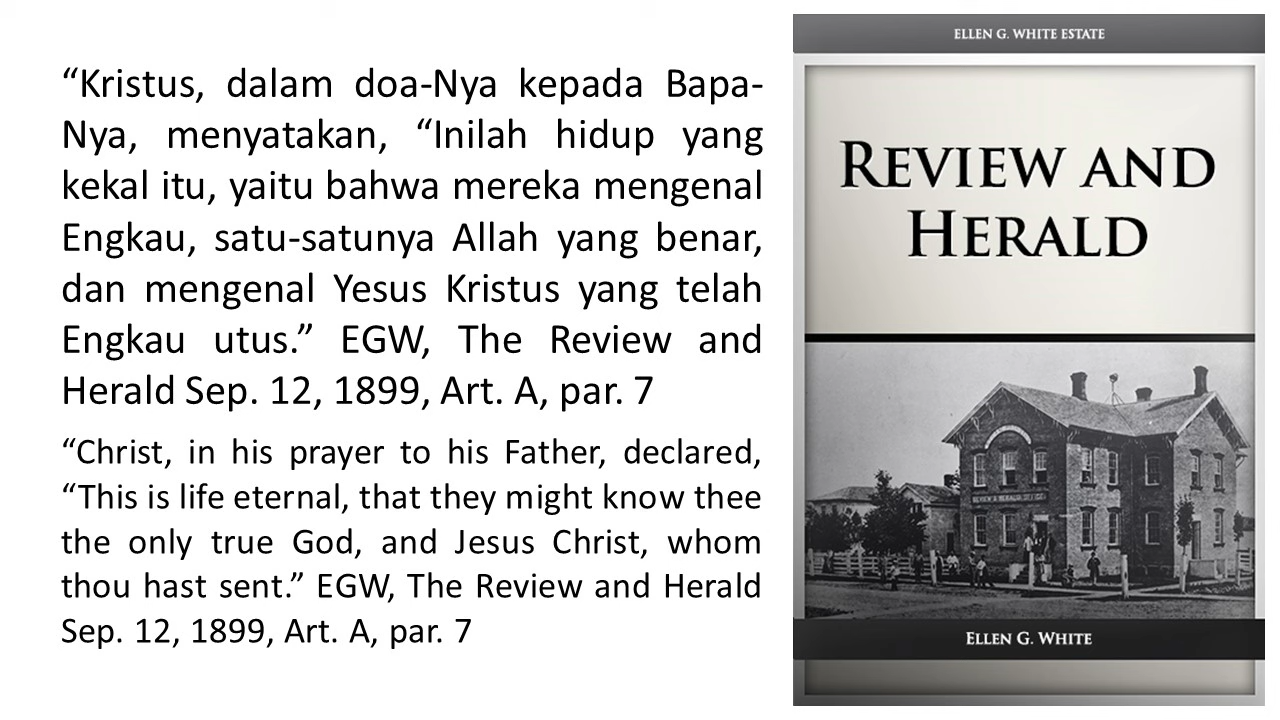 “Kristus, dalam doa-Nya kepada Bapa-
Nya, menyatakan, “Inilah hidup yang
kekal itu, yaitu bahwa mereka mengenal
Engkau, satu-satunya Allah yang benar,
dan mengenal Yesus Kristus yang telah
Engkau utus.” EGW, The Review and
Herald Sep. 12, 1899, Art. A, par. 7
“Christ, in his prayer to his Father, declared,
“This is life eternal, that they might know thee
the only true God, and Jesus Christ, whom
thou hast sent.” EGW, The Review and Herald
Sep. 12, 1899, Art. A, par. 7
ELLEN G. WHITE ESTATE
REVIEW AND
HERALD
REVIEW & HERALD OFFICE
ELLEN G. WHITE